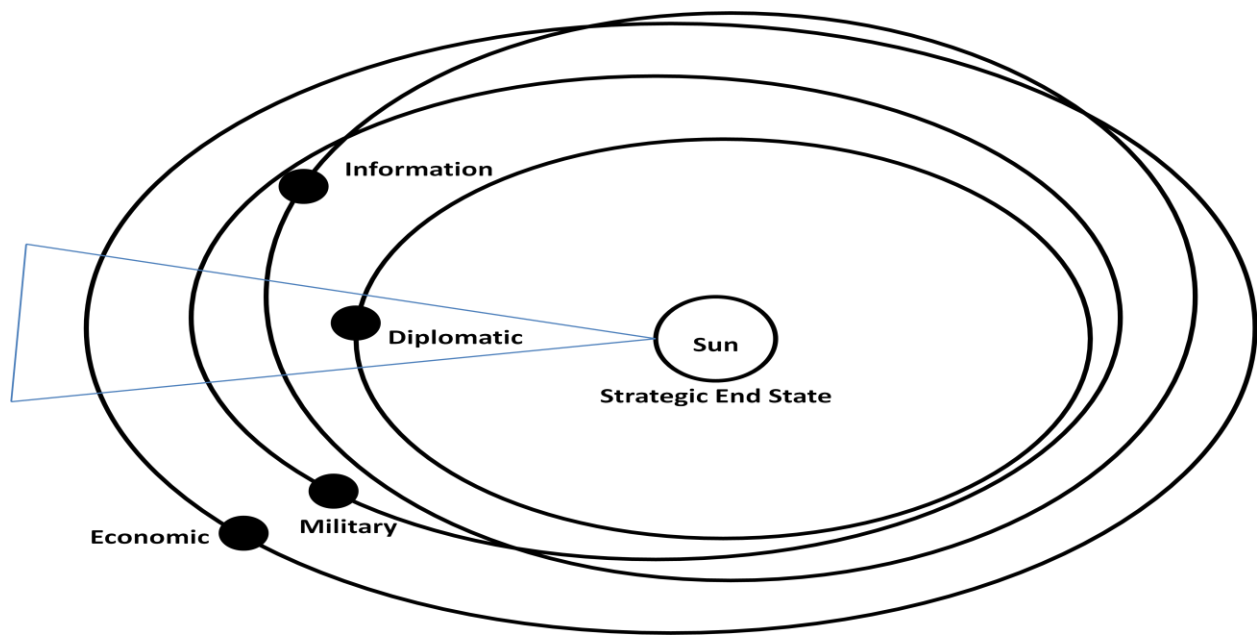 Information
Diplomatic
Sun
Strategic End State
Military
Economic